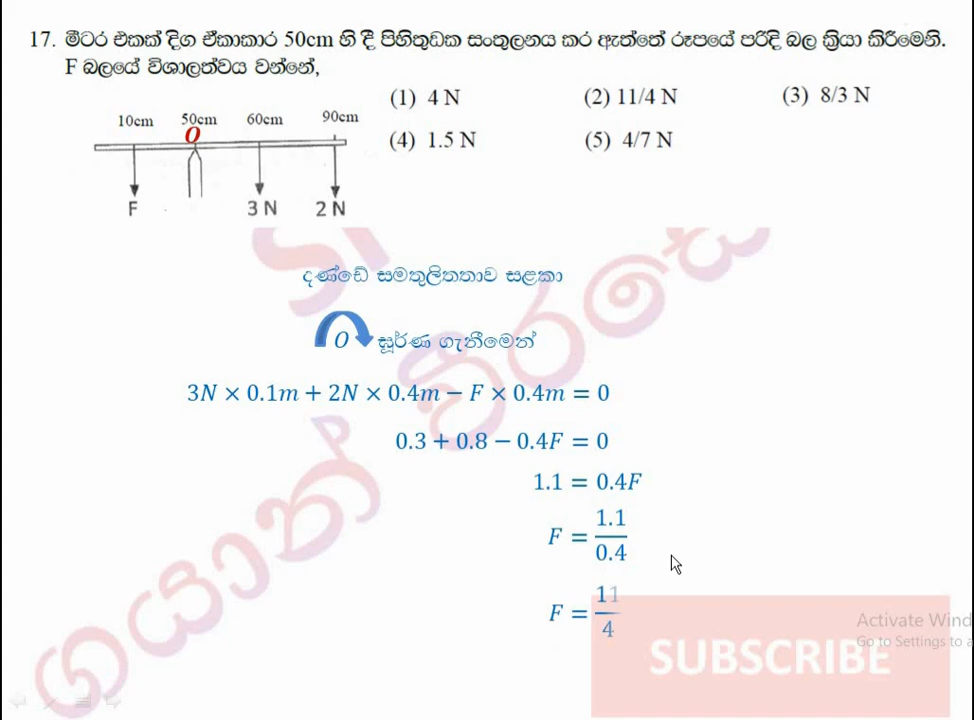 17. මීටර එකක් දිග ඒකාකාර 50cm හි දී පිහිතුඩක සංතුලනය කර ඇත්තේ රූපයේ පරිදි බල ක්‍රියා කිරීමෙනි.
F බලයේ විශාලත්වය වන්නේ,
(1) 4 N (2) 11/4 N (3) 8/3 N
(4) 1.5 N (5) 4/7 N
10cm 50cm 60cm 90cm
O
F 3 N 2 N
දණ්ඩේ සමතුලිතතාව සළකා
O ඝූර්ණ ගැනීමෙන්
3N × 0.1m + 2N × 0.4m − F × 0.4m = 0
0.3 + 0.8 − 0.4F = 0
1.1 = 0.4F
F = 1.1/0.4
F = 11/4
SUBSCRIBE
Activate Wind
Go to Settings to a